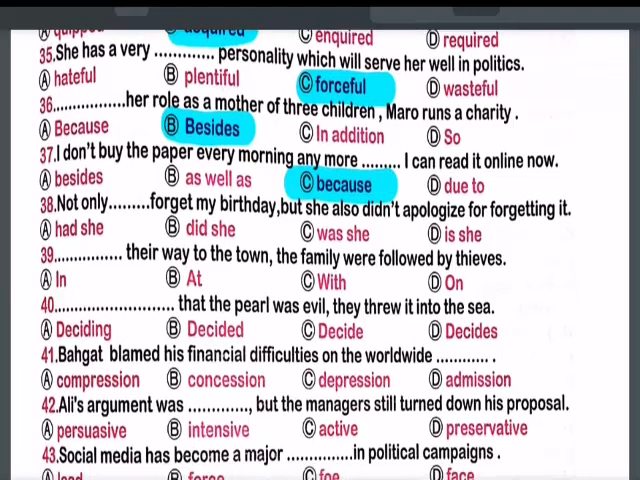 Ⓐ quipped Ⓑ acquired Ⓒ enquired Ⓓ required
35.She has a very ............. personality which will serve her well in politics.
Ⓐ hateful Ⓑ plentiful Ⓒ forceful Ⓓ wasteful
36................her role as a mother of three children , Maro runs a charity .
Ⓐ Because Ⓑ Besides Ⓒ In addition Ⓓ So
37.I don't buy the paper every morning any more ......... I can read it online now.
Ⓐ besides Ⓑ as well as Ⓒ because Ⓓ due to
38.Not only.........forget my birthday,but she also didn't apologize for forgetting it.
Ⓐ had she Ⓑ did she Ⓒ was she Ⓓ is she
39............... their way to the town, the family were followed by thieves.
Ⓐ In Ⓑ At Ⓒ With Ⓓ On
40.......................... that the pearl was evil, they threw it into the sea.
Ⓐ Deciding Ⓑ Decided Ⓒ Decide Ⓓ Decides
41.Bahgat blamed his financial difficulties on the worldwide ............ .
Ⓐ compression Ⓑ concession Ⓒ depression Ⓓ admission
42.Ali's argument was ............., but the managers still turned down his proposal.
Ⓐ persuasive Ⓑ intensive Ⓒ active Ⓓ preservative
43.Social media has become a major ..............in political campaigns .
Ⓐ lead Ⓑ force Ⓒ foe Ⓓ face